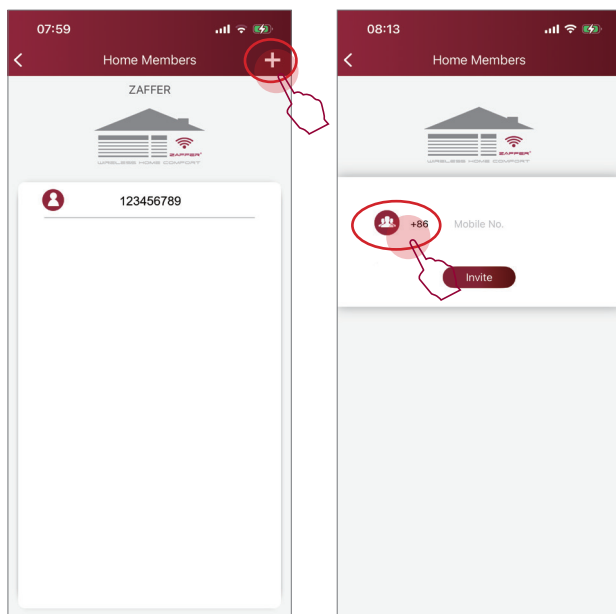 07:59
Home Members
+
ZAFFER
ZAFFER
WIRELESS HOME COMFORT
123456789
08:13
Home Members
ZAFFER
WIRELESS HOME COMFORT
+86 Mobile No.
Invite